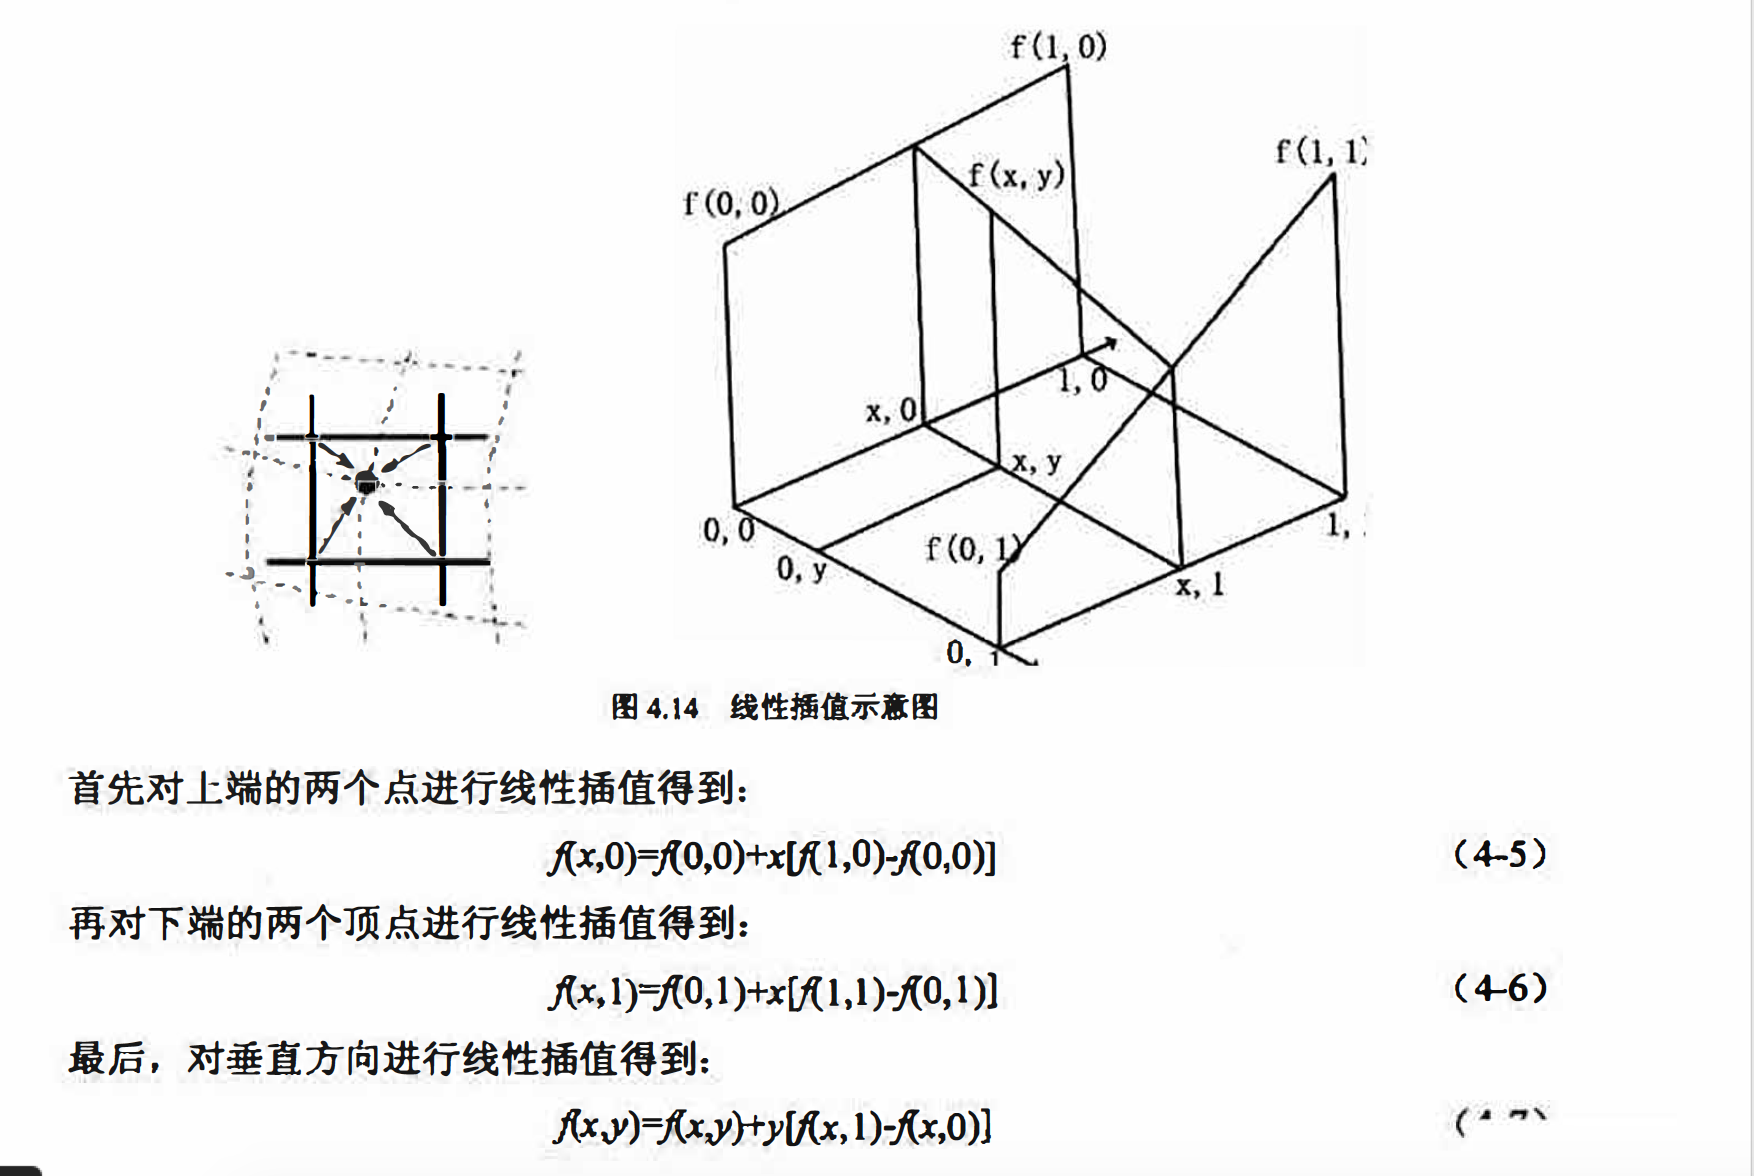 f(1,0)
f(1,1)
f(x,y)
f(0,0)
1,0
x,0
x,y
0,0
1,
f(0,1)
0,y
x,1
0,1
图 4.14 线性插值示意图
首先对上端的两个点进行线性插值得到：
f(x,0)=f(0,0)+x[f(1,0)-f(0,0)] （4-5）
再对下端的两个顶点进行线性插值得到：
f(x,1)=f(0,1)+x[f(1,1)-f(0,1)] （4-6）
最后，对垂直方向进行线性插值得到：
f(x,y)=f(x,y)+y[f(x,1)-f(x,0)]